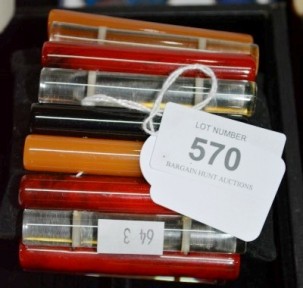 LOT NUMBER
570
BARGAIN HUNT AUCTIONS
64 3